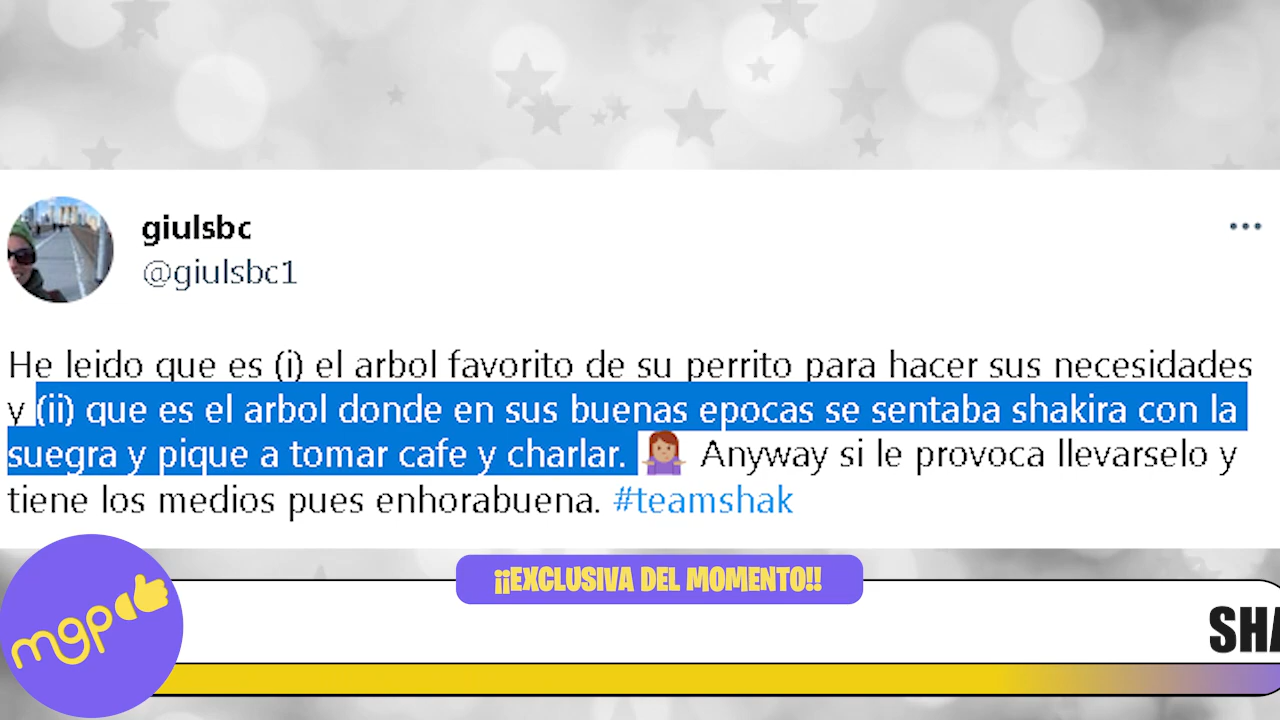 giulsbc
@giulsbc1
He leido que es (i) el arbol favorito de su perrito para hacer sus necesidades
y (ii) que es el arbol donde en sus buenas epocas se sentaba shakira con la
suegra y pique a tomar cafe y charlar. 🤷🏽‍♀️ Anyway si le provoca llevarselo y
tiene los medios pues enhorabuena. #teamshak
¡¡EXCLUSIVA DEL MOMENTO!!
mgp
SHA